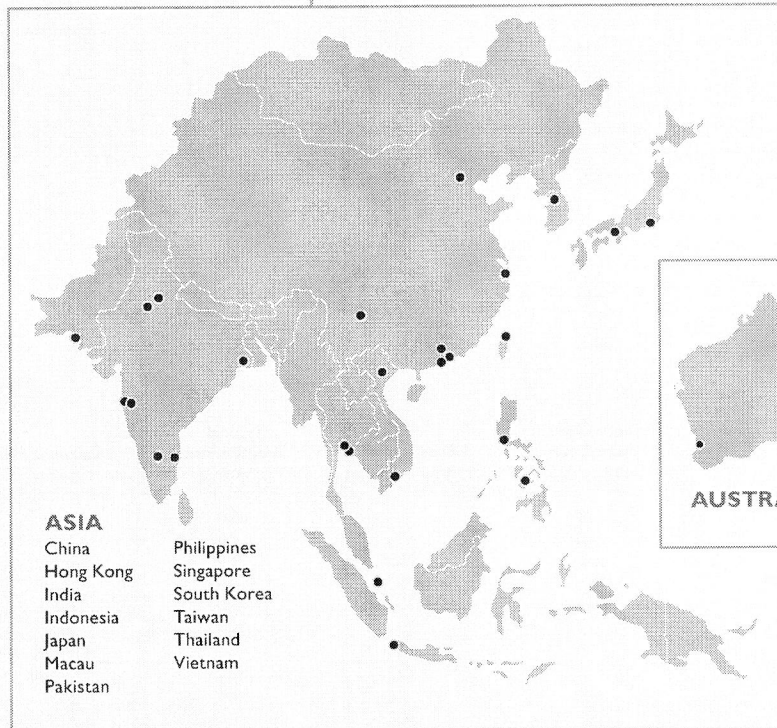 ASIA
China
Hong Kong
India
Indonesia
Japan
Macau
Pakistan
Philippines
Singapore
South Korea
Taiwan
Thailand
Vietnam
AUSTRA